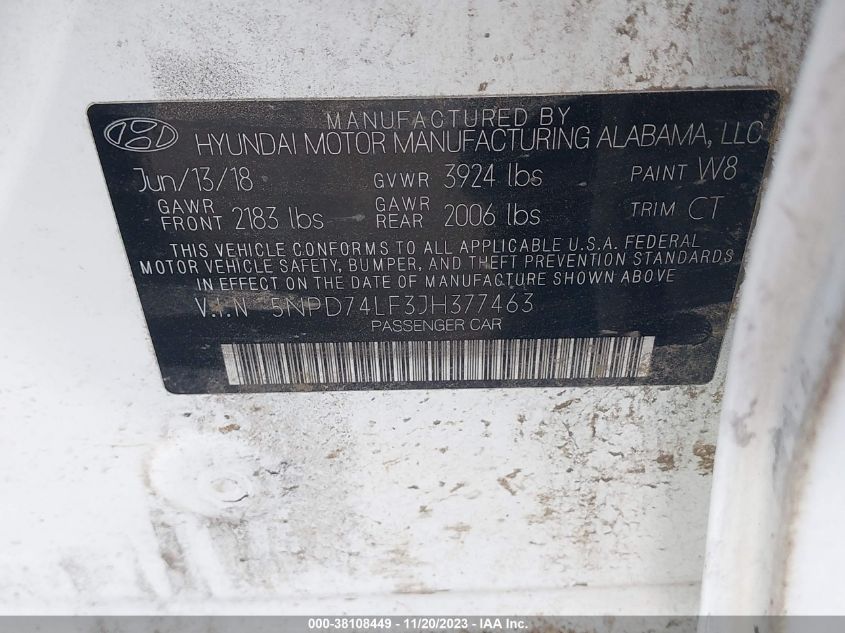 MANUFACTURED BY
HYUNDAI MOTOR MANUFACTURING ALABAMA, LLC
Jun/13/18 GVWR 3924 lbs PAINT W8
GAWR FRONT 2183 lbs GAWR REAR 2006 lbs TRIM CT
THIS VEHICLE CONFORMS TO ALL APPLICABLE U.S.A. FEDERAL
MOTOR VEHICLE SAFETY, BUMPER, AND THEFT PREVENTION STANDARDS
IN EFFECT ON THE DATE OF MANUFACTURE SHOWN ABOVE
V.I.N 5NPD74LF3JH377463
PASSENGER CAR
000-38108449 - 11/20/2023 - IAA Inc.